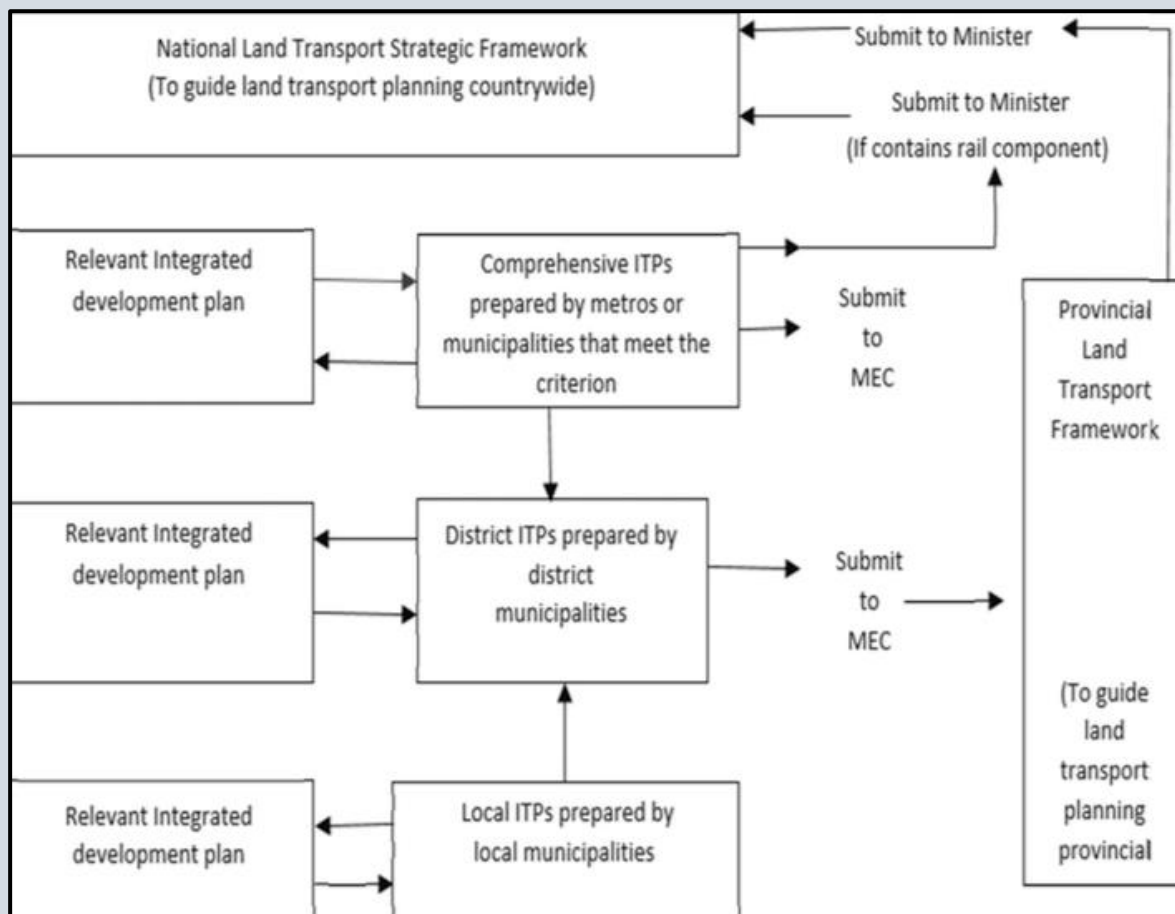 National Land Transport Strategic Framework
(To guide land transport planning countrywide)
Submit to Minister
Submit to Minister
(If contains rail component)
Relevant Integrated
development plan
Comprehensive ITPs
prepared by metros or
municipalities that meet the
criterion
Submit
to
MEC
Provincial
Land
Transport
Framework
(To guide
land
transport
planning
provincial
Relevant Integrated
development plan
District ITPs prepared by
district
municipalities
Submit
to
MEC
Relevant Integrated
development plan
Local ITPs prepared by
local municipalities